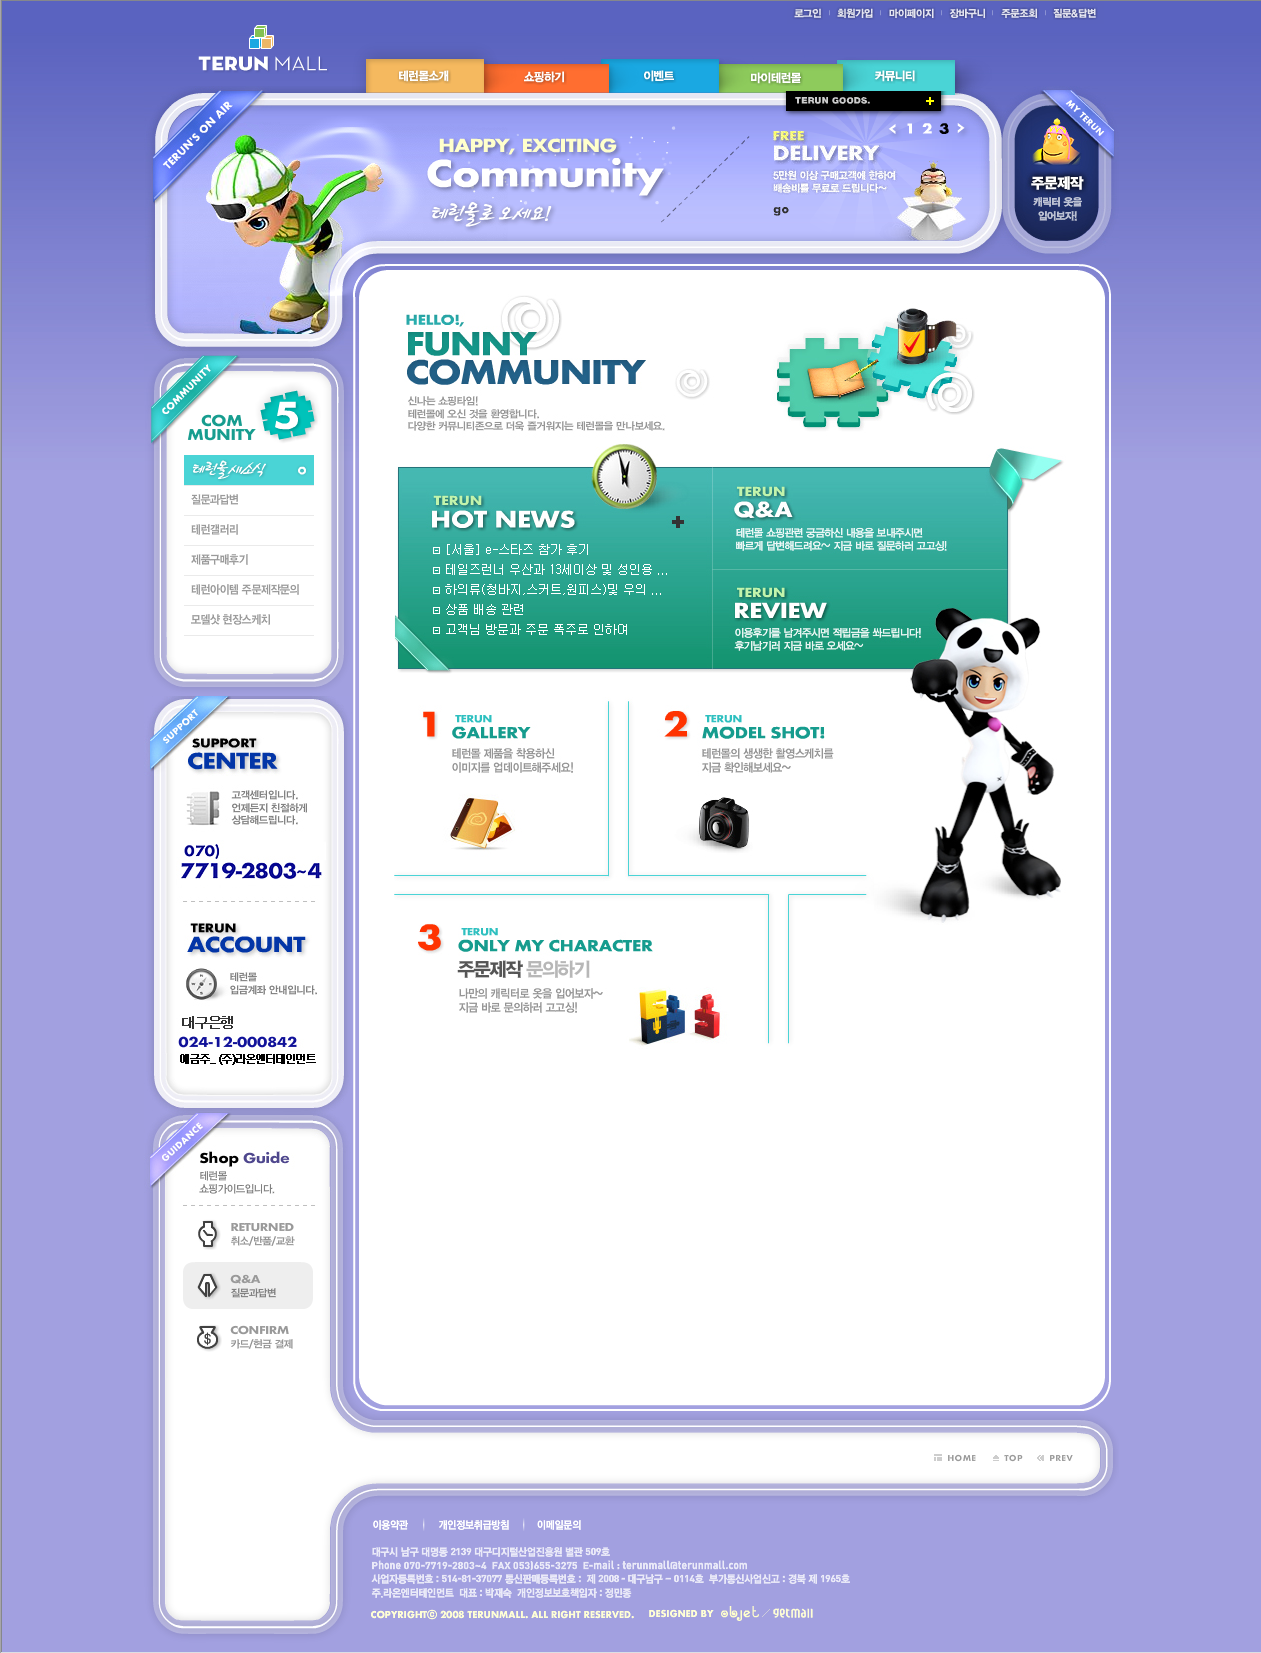 로그인 회원가입 마이페이지 장바구니 주문조회 질문&답변
TERUN MALL
테런몰소개 쇼핑하기 이벤트 마이테런몰 커뮤니티
TERUN GOODS.
TERUN'S ON AIR
HAPPY, EXCITING
Community
테런몰로 오세요!
FREE
DELIVERY
5만원 이상 구매고객에 한하여
배송비를 무료로 드립니다~
go
< 1 2 3 >
MY TERUN
주문제작
캐릭터 옷을
입어보자!
COMMUNITY
COM
MUNITY
5
테런몰새소식
질문과답변
테런갤러리
제품구매후기
테런아이템 주문제작문의
모델샷 현장스케치
HELLO!,
FUNNY
COMMUNITY
신나는 쇼핑타임!
테런몰에 오신 것을 환영합니다.
다양한 커뮤니티존으로 더욱 즐거워지는 테런몰을 만나보세요.
TERUN
HOT NEWS
[서울] e-스타즈 참가 후기
테일즈런너 우산과 13세이상 및 성인용 ...
하의류(청바지,스커트,원피스)및 우의 ...
상품 배송 관련
고객님 방문과 주문 폭주로 인하여
TERUN
Q&A
테런몰 쇼핑관련 궁금하신 내용을 보내주시면
빠르게 답변해드려요~ 지금 바로 질문하러 고고싱!
TERUN
REVIEW
이용후기를 남겨주시면 적립금을 쏴드립니다!
후기남기러 지금 바로 오세요~
1
TERUN
GALLERY
테런몰 제품을 착용하신
이미지를 업데이트해주세요!
2
TERUN
MODEL SHOT!
테런몰의 생생한 촬영스케치를
지금 확인해보세요~
3
TERUN
ONLY MY CHARACTER
주문제작 문의하기
나만의 캐릭터로 옷을 입어보자~
지금 바로 문의하러 고고싱!
SUPPORT
SUPPORT
CENTER
고객센터입니다.
언제든지 친절하게
상담해드립니다.
070)
7719-2803~4
TERUN
ACCOUNT
테런몰
입금계좌 안내입니다.
대구은행
024-12-000842
예금주_ (주)라온엔터테인먼트
GUIDANCE
Shop Guide
테런몰
쇼핑가이드입니다.
RETURNED
취소/반품/교환
Q&A
질문과답변
CONFIRM
카드/현금 결제
HOME TOP PREV
이용약관 개인정보취급방침 이메일문의
대구시 남구 대명동 2139 대구디지털산업진흥원 별관 509호
Phone 070-7719-2803~4 FAX 053)655-3275 E-mail : terunmall@terunmall.com
사업자등록번호 : 514-81-37077 통신판매등록번호 : 제 2008 - 대구남구 - 0114호 부가통신사업신고 : 경북 제 1965호
주.라온엔터테인먼트 대표 : 박재숙 개인정보보호책임자 : 정민종
COPYRIGHTⓒ 2008 TERUNMALL. ALL RIGHT RESERVED. DESIGNED BY objet / getmall